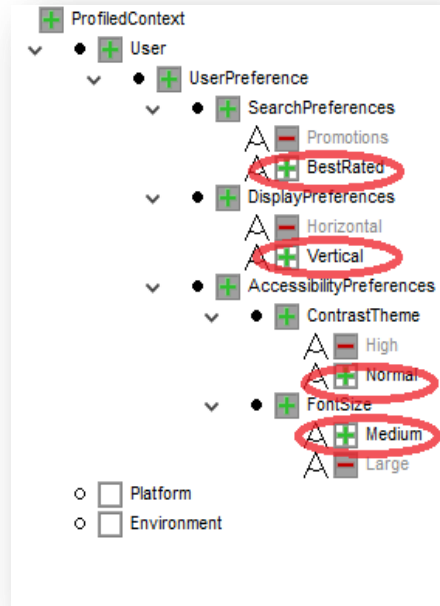 ProfiledContext
User
UserPreference
SearchPreferences
Promotions
BestRated
DisplayPreferences
Horizontal
Vertical
AccessibilityPreferences
ContrastTheme
High
Normal
FontSize
Medium
Large
Platform
Environment